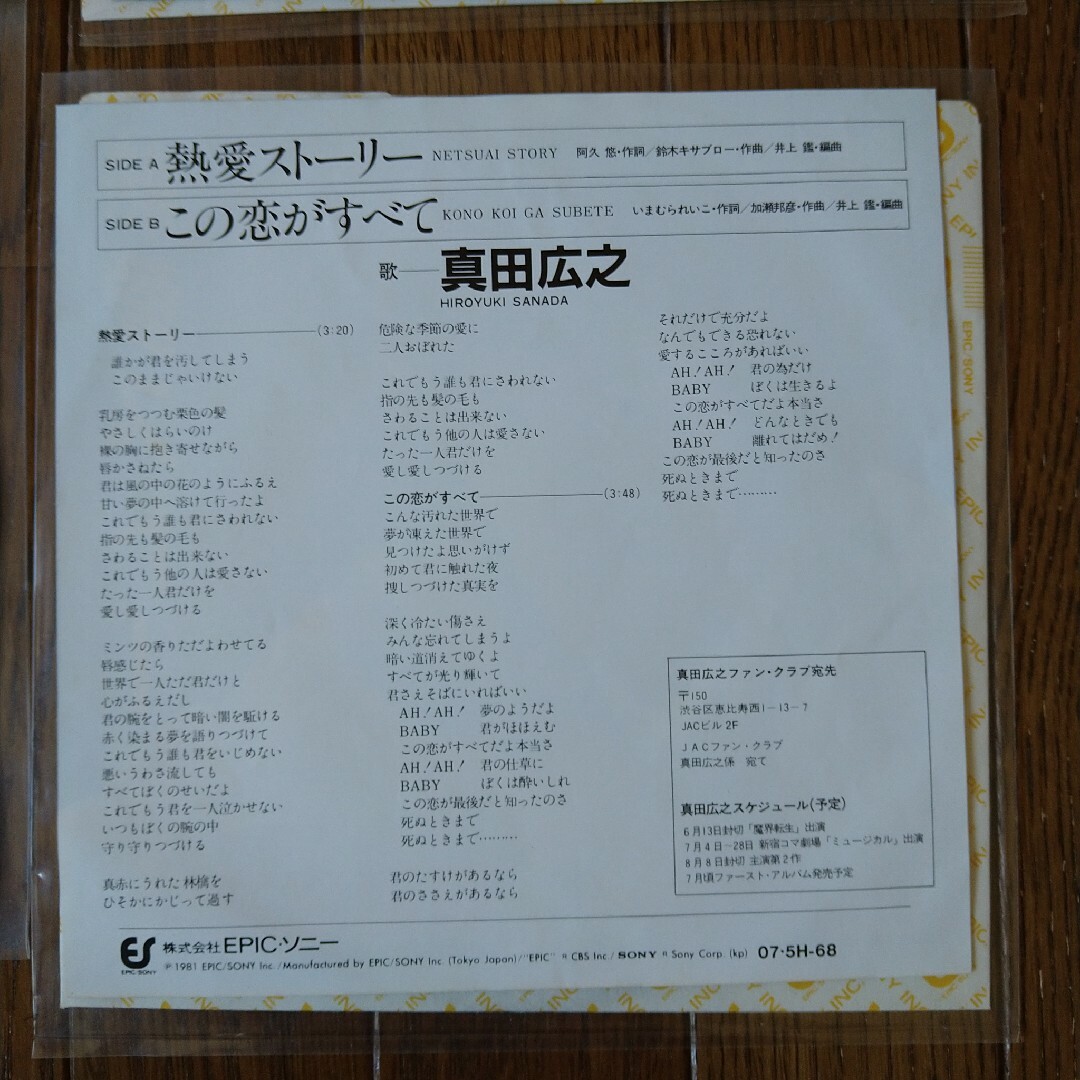 SIDE A 熱愛ストーリー NETSUAI STORY 阿久 悠・作詞/鈴木キサブロー・作曲/井上 鑑・編曲
SIDE B この恋がすべて KONO KOI GA SUBETE いまむられいこ・作詞/加瀬邦彦・作曲/井上 鑑・編曲
歌──真田広之
HIROYUKI SANADA
熱愛ストーリー────(3:20)
誰かが君を汚してしまう
このままじゃいけない
乳房をつつむ栗色の髪
やさしくはらいのけ
裸の胸に抱き寄せながら
唇かさねたら
君は風の中の花のようにふるえ
甘い夢の中へ溶けて行ったよ
これでもう誰も君にさわれない
指の先も髪の毛も
さわることは出来ない
これでもう他の人は愛さない
たった一人君だけを
愛し愛しつづける
ミンツの香りただよわせてる
唇感じたら
世界で一人ただ君だけと
心がふるえだし
君の腕をとって暗い闇を駈ける
赤く染まる夢を語りつづけて
これでもう誰も君をいじめない
悪いうわさ流しても
すべてぼくのせいだよ
これでもう君を一人泣かせない
いつもぼくの腕の中
守り守りつづける
真赤にうれた林檎を
ひそかにかじって過す
危険な季節の愛に
二人おぼれた
これでもう誰も君にさわれない
指の先も髪の毛も
さわることは出来ない
これでもう他の人は愛さない
たった一人君だけを
愛し愛しつづける
この恋がすべて────(3:48)
こんな汚れた世界で
夢が凍えた世界で
見つけたよ思いがけず
初めて君に触れた夜
捜しつづけた真実を
深く冷たい傷さえ
みんな忘れてしまうよ
暗い道消えてゆくよ
すべてが光り輝いて
君さえそばにいればいい
AH!AH! 夢のようだよ
BABY 君がほほえむ
この恋がすべてだよ本当さ
AH!AH! 君の仕草に
BABY ぼくは酔いしれ
この恋が最後だと知ったのさ
死ぬときまで
死ぬときまで………
君のたすけがあるなら
君のささえがあるなら
それだけで充分だよ
なんでもできる恐れない
愛するこころがあればいい
AH!AH! 君の為だけ
BABY ぼくは生きるよ
この恋がすべてだよ本当さ
AH!AH! どんなときでも
BABY 離れてはだめ!
この恋が最後だと知ったのさ
死ぬときまで
死ぬときまで………
真田広之ファン・クラブ宛先
〒150
渋谷区恵比寿西1-13-7
JACビル 2F
JACファン・クラブ
真田広之係 宛て
真田広之スケジュール(予定)
6月13日封切「魔界転生」出演
7月4日〜28日 新宿コマ劇場「ミュージカル」出演
8月8日封切 主演第2作
7月頃ファースト・アルバム発売予定
ES EPIC/SONY 株式会社EPIC・ソニー
℗1981 EPIC/SONY Inc./Manufactured by EPIC/SONY Inc. (Tokyo Japan)/"EPIC" ® CBS Inc/SONY ® Sony Corp. (kp) 07・5H-68
EPIC/SONY